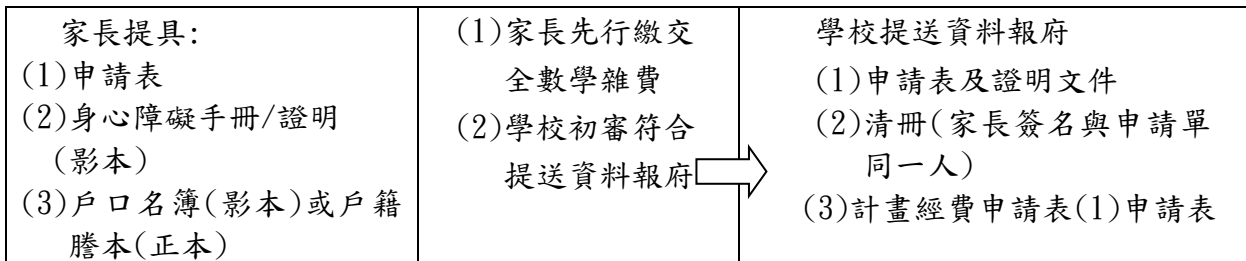 家長提具:
(1)申請表
(2)身心障礙手冊/證明
(影本)
(3)戶口名簿(影本)或戶籍
謄本(正本)
(1)家長先行繳交
全數學雜費
(2)學校初審符合
提送資料報府
學校提送資料報府
(1)申請表及證明文件
(2)清冊(家長簽名與申請單
同一人)
(3)計畫經費申請表(1)申請表